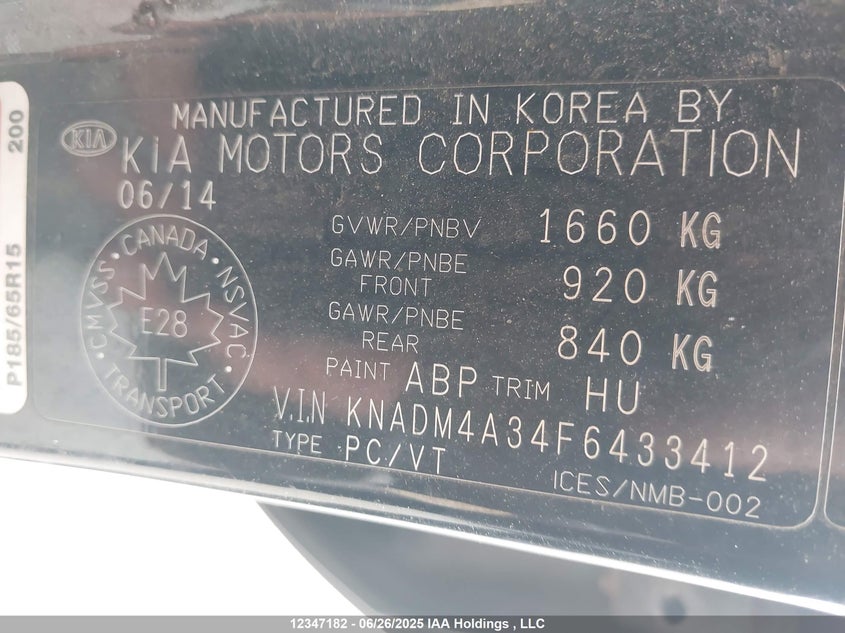 MANUFACTURED IN KOREA BY
KIA
KiA MOTORS CORPORATION
06/14
GVWR/PNBV 1660 KG
GAWR/PNBE FRONT 920 KG
GAWR/PNBE REAR 840 KG
PAINT ABP TRIM HU
V.I.N KNADM4A34F6433412
TYPE : PC/VT
ICES/NMB-002
• CANADA • NSVAC • TRANSPORT • CMVSS
E28
P185/65R15 200
12347182 - 06/26/2025 IAA Holdings , LLC